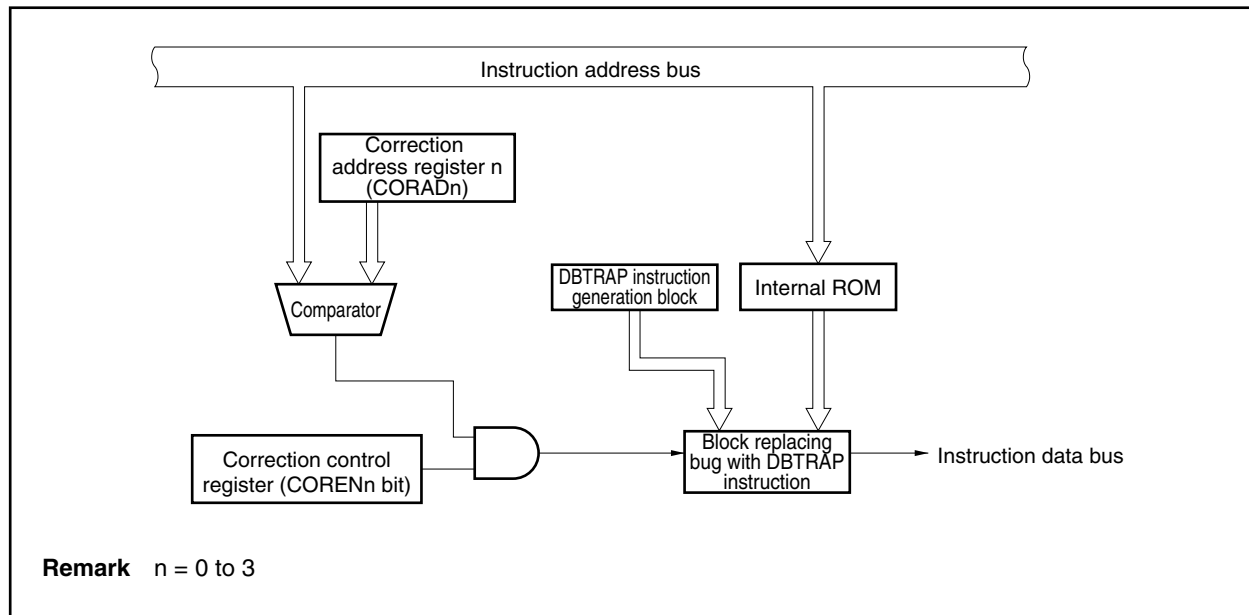 Instruction address bus
Correction
address register n
(CORADn)
Comparator
DBTRAP instruction
generation block
Internal ROM
Correction control
register (CORENn bit)
Block replacing
bug with DBTRAP
instruction
Instruction data bus
Remark n = 0 to 3